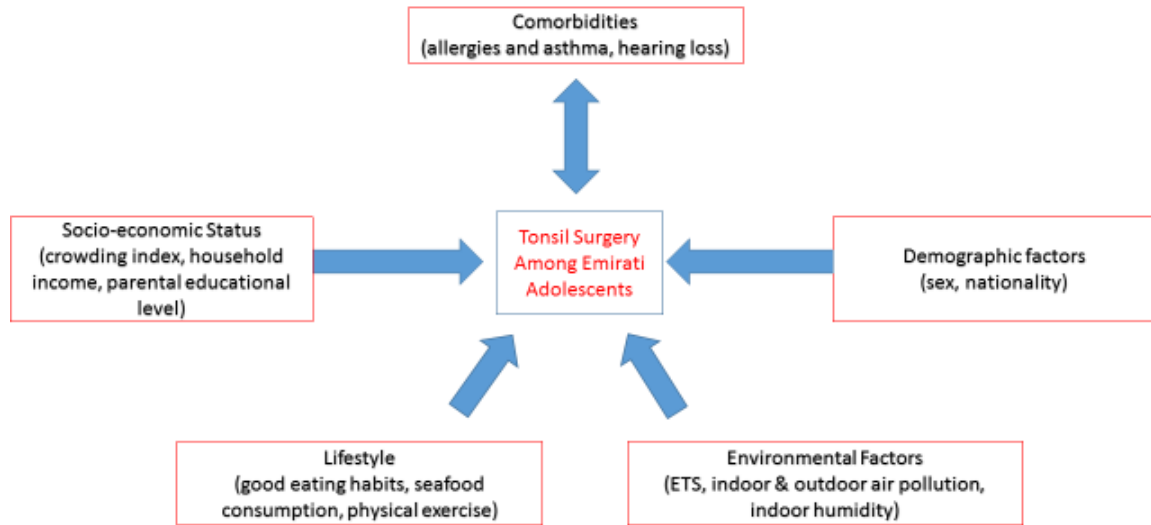 Comorbidities
(allergies and asthma, hearing loss)
Socio-economic Status
(crowding index, household
income, parental educational
level)
Tonsil Surgery
Among Emirati
Adolescents
Demographic factors
(sex, nationality)
Lifestyle
(good eating habits, seafood
consumption, physical exercise)
Environmental Factors
(ETS, indoor & outdoor air pollution,
indoor humidity)